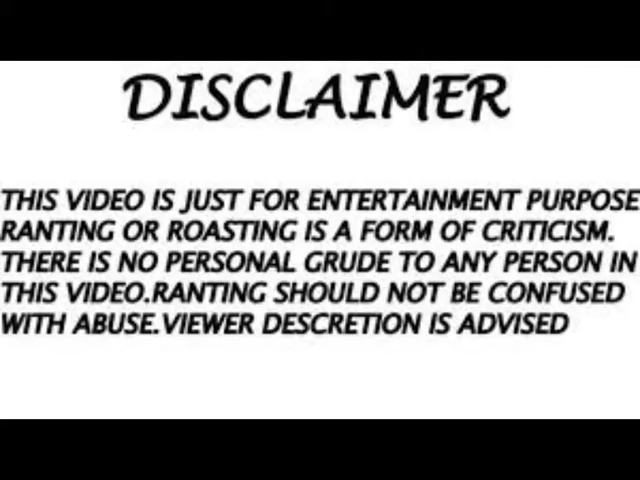 DISCLAIMER
THIS VIDEO IS JUST FOR ENTERTAINMENT PURPOSE
RANTING OR ROASTING IS A FORM OF CRITICISM.
THERE IS NO PERSONAL GRUDE TO ANY PERSON IN
THIS VIDEO.RANTING SHOULD NOT BE CONFUSED
WITH ABUSE.VIEWER DESCRETION IS ADVISED